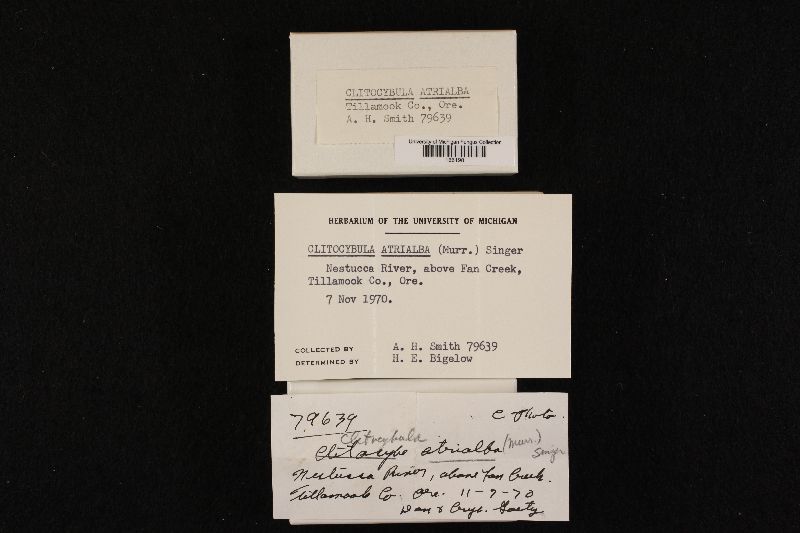 CLITOCYBULA ATRIALBA
Tillamook Co., Ore.
A. H. Smith 79639
University of Michigan Fungus Collection
HERBARIUM OF THE UNIVERSITY OF MICHIGAN
CLITOCYBULA ATRIALBA (Murr.) Singer
Nestucca River, above Fan Creek,
Tillamook Co., Ore.
7 Nov 1970.
COLLECTED BY A. H. Smith 79639
DETERMINED BY H. E. Bigelow
79639 C Photo.
Clitocybula
Clitocybe atrialba (Murr.) Singer
Nestucca River, above Fan Creek.
Tillamook Co. Ore. 11-7-70